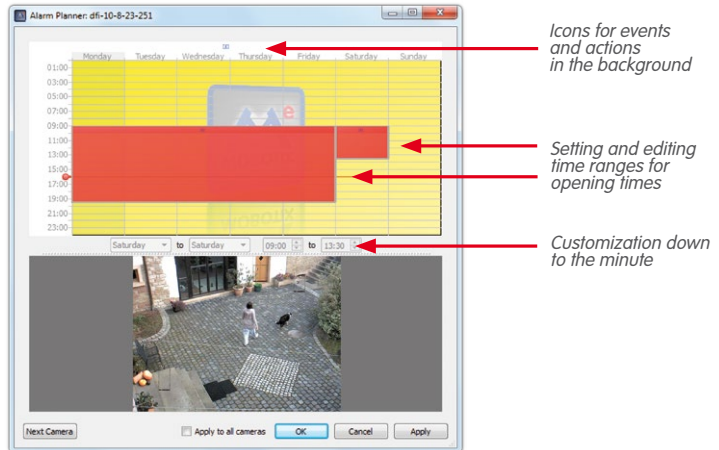 Alarm Planner: dfi-10-8-23-251
Icons for events
and actions
in the background
Monday Tuesday Wednesday Thursday Friday Saturday Sunday
01:00
03:00
05:00
07:00
09:00
11:00
13:00
15:00
17:00
19:00
21:00
23:00
Setting and editing
time ranges for
opening times
Saturday to Saturday 09:00 to 13:30
Customization down
to the minute
Next Camera Apply to all cameras OK Cancel Apply